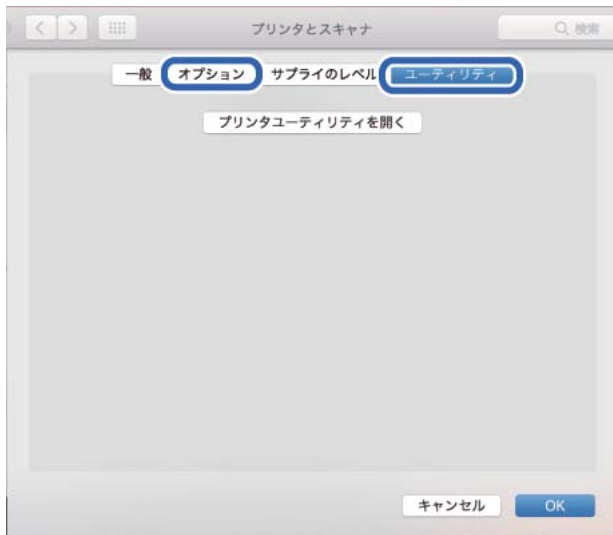 プリンタとスキャナ
検索
一般 オプション サプライのレベル ユーティリティ
プリンタユーティリティを開く
キャンセル OK